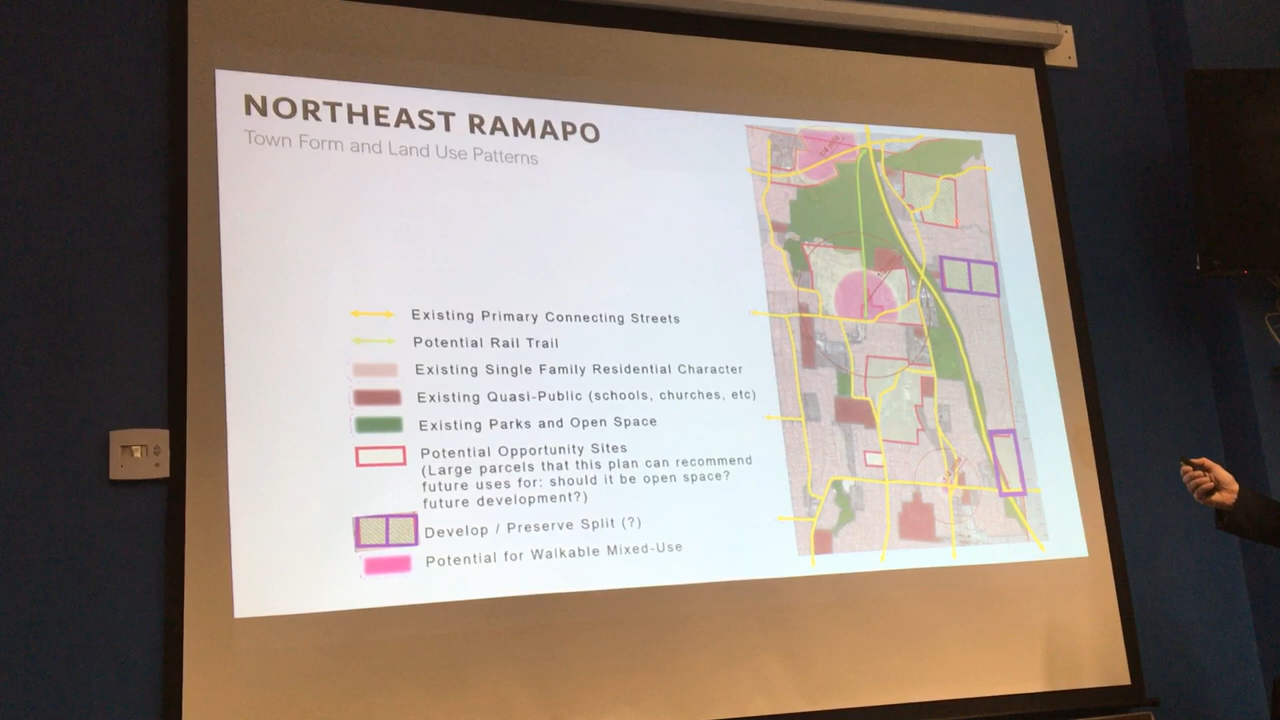 NORTHEAST RAMAPO
Town Form and Land Use Patterns
Existing Primary Connecting Streets
Potential Rail Trail
Existing Single Family Residential Character
Existing Quasi-Public (schools, churches, etc)
Existing Parks and Open Space
Potential Opportunity Sites
(Large parcels that this plan can recommend
future uses for: should it be open space?
future development?)
Develop / Preserve Split (?)
Potential for Walkable Mixed-Use